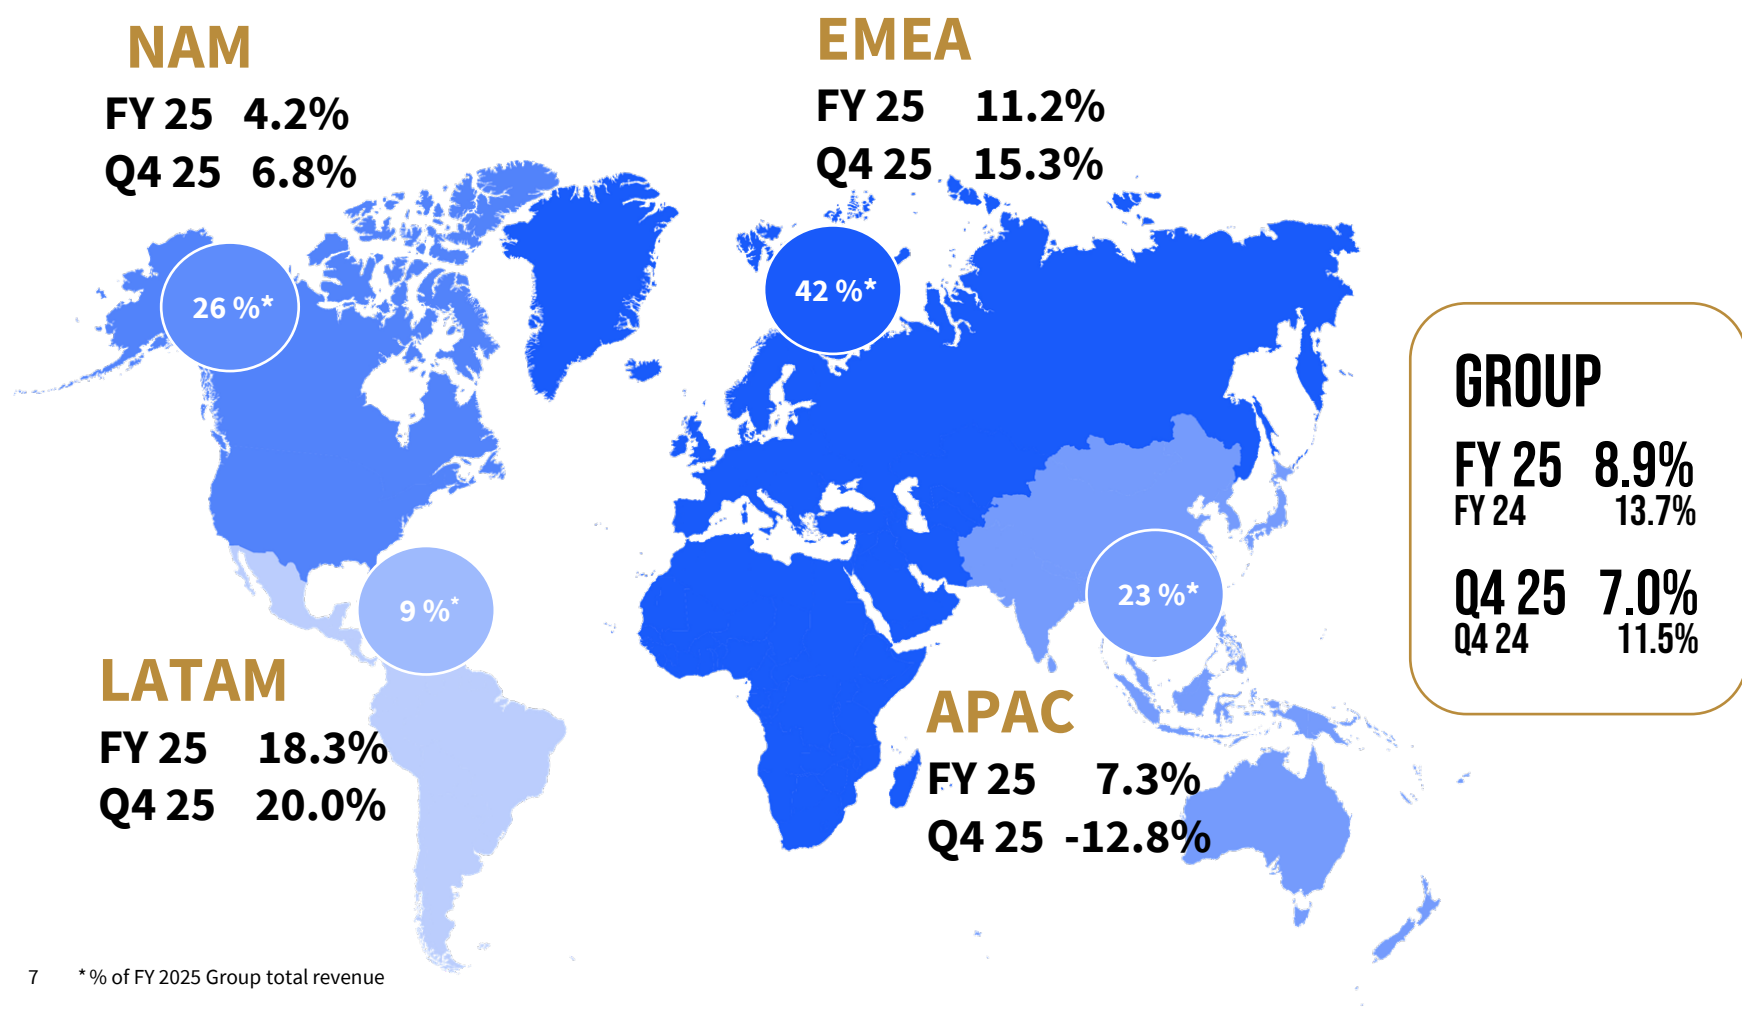 NAM
FY 25 4.2%
Q4 25 6.8%
26 %*
EMEA
FY 25 11.2%
Q4 25 15.3%
42 %*
LATAM
FY 25 18.3%
Q4 25 20.0%
9 %*
APAC
FY 25 7.3%
Q4 25 -12.8%
23 %*
GROUP
FY 25 8.9%
FY 24 13.7%
Q4 25 7.0%
Q4 24 11.5%
7 * % of FY 2025 Group total revenue